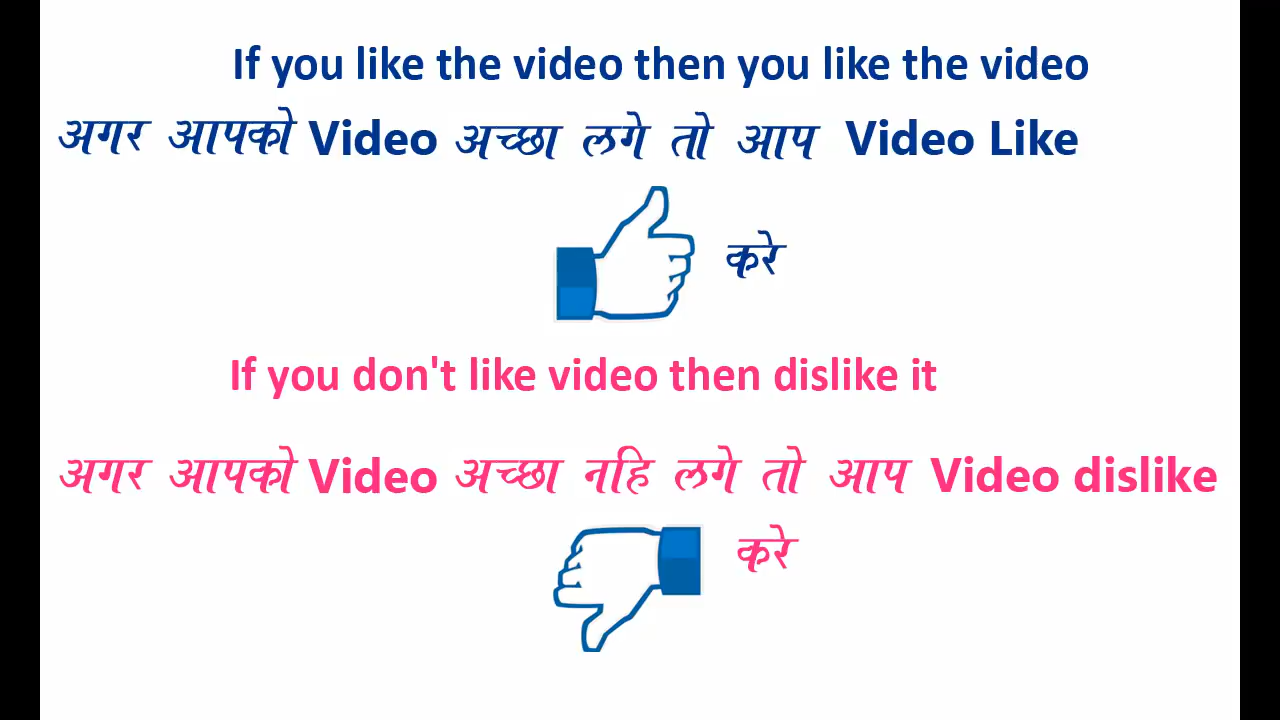 If you like the video then you like the video
अगर आपको Video अच्छा लगे तो आप Video Like
करे
If you don't like video then dislike it
अगर आपको Video अच्छा नहि लगे तो आप Video dislike
करे